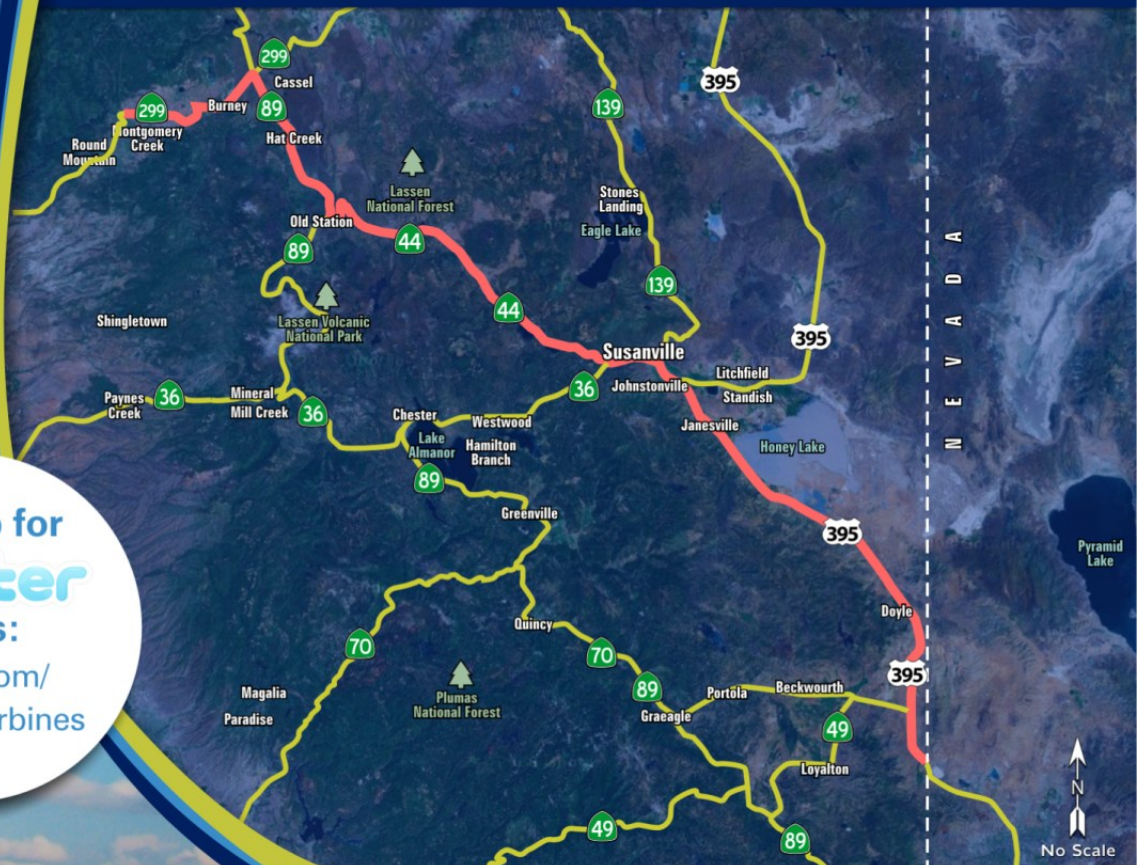 299
Cassel
299
Burney
89
Montgomery
Creek
Round
Mountain
Hat Creek
139
395
Lassen
National Forest
Stones
Landing
Eagle Lake
Old Station
44
89
139
44
Lassen Volcanic
National Park
Shingletown
395
NEVADA
Susanville
Litchfield
Johnstonville
Standish
36
Paynes
Creek
36
Mineral
Mill Creek
36
Chester
Westwood
Lake
Almanor
Hamilton
Branch
Janesville
Honey Lake
89
Greenville
395
Pyramid
Lake
for
s:
om/
rbines
Doyle
Quincy
70
70
395
89
Magalia
Paradise
Plumas
National Forest
Portola
Beckwourth
Graeagle
49
Loyalton
49
89
N
No Scale